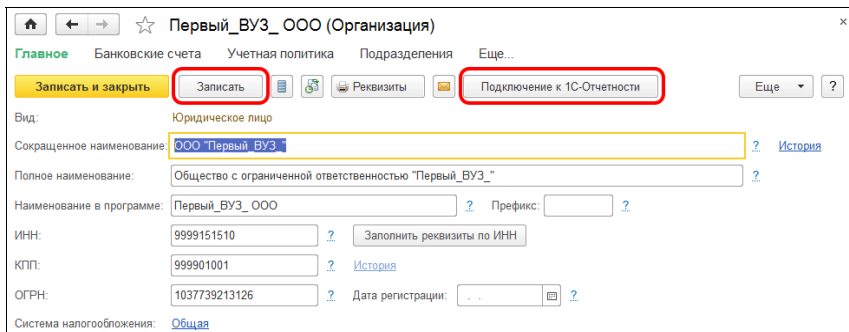 Первый_ВУЗ_ ООО (Организация)
Главное Банковские счета Учетная политика Подразделения Еще...
Записать и закрыть Записать Реквизиты Подключение к 1С-Отчетности Еще ?
Вид: Юридическое лицо
Сокращенное наименование: ООО "Первый_ВУЗ_" ? История
Полное наименование: Общество с ограниченной ответственностью "Первый_ВУЗ_" ?
Наименование в программе: Первый_ВУЗ_ ООО ? Префикс: ?
ИНН: 9999151510 ? Заполнить реквизиты по ИНН
КПП: 999901001 ? История
ОГРН: 1037739213126 ? Дата регистрации: . . ?
Система налогообложения: Общая